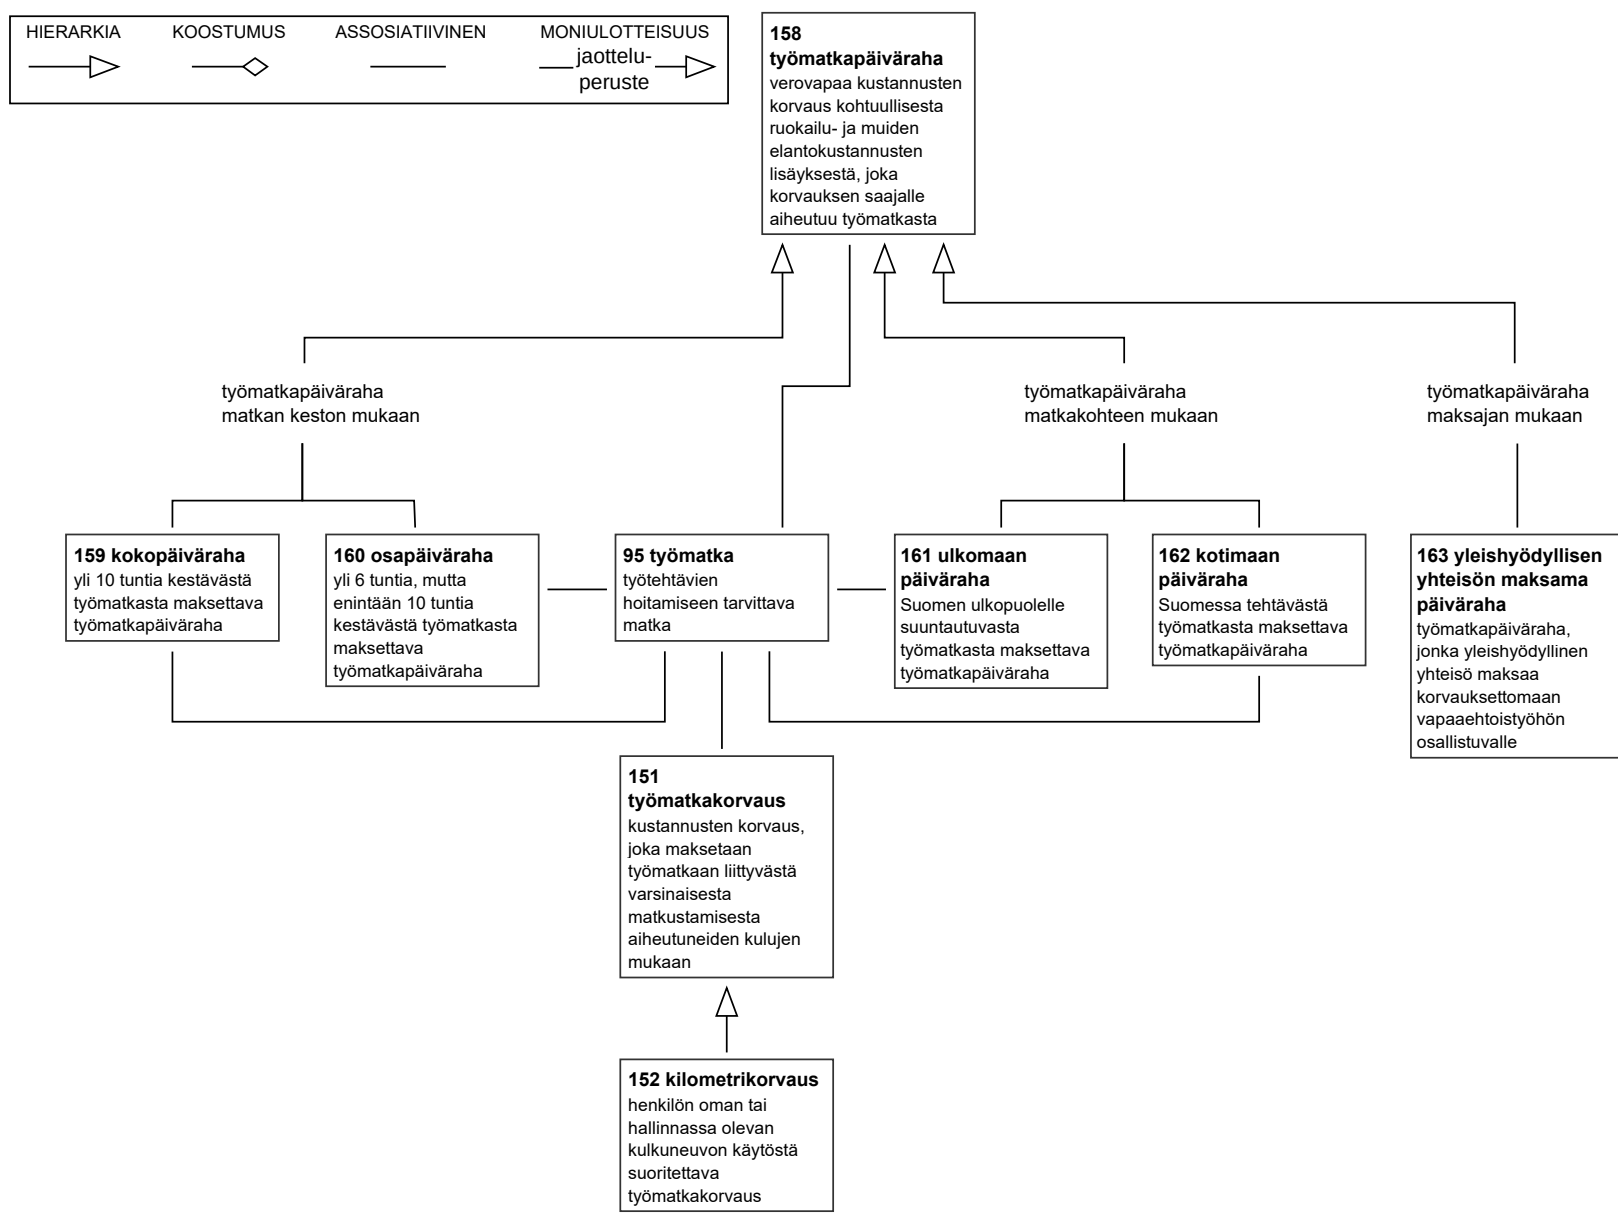 HIERARKIA
KOOSTUMUS
ASSOSIATIIVINEN
MONIULOTTEISUUS
jaottelu-
peruste
158
työmatkapäiväraha
verovapaa kustannusten
korvaus kohtuullisesta
ruokailu- ja muiden
elantokustannusten
lisäyksestä, joka
korvauksen saajalle
aiheutuu työmatkasta
työmatkapäiväraha
matkan keston mukaan
työmatkapäiväraha
matkakohteen mukaan
työmatkapäiväraha
maksajan mukaan
159 kokopäiväraha
yli 10 tuntia kestävästä
työmatkasta maksettava
työmatkapäiväraha
160 osapäiväraha
yli 6 tuntia, mutta
enintään 10 tuntia
kestävästä työmatkasta
maksettava
työmatkapäiväraha
95 työmatka
työtehtävien
hoitamiseen tarvittava
matka
161 ulkomaan
päiväraha
Suomen ulkopuolelle
suuntautuvasta
työmatkasta maksettava
työmatkapäiväraha
162 kotimaan
päiväraha
Suomessa tehtävästä
työmatkasta maksettava
työmatkapäiväraha
163 yleishyödyllisen
yhteisön maksama
päiväraha
työmatkapäiväraha,
jonka yleishyödyllinen
yhteisö maksaa
korvauksettomaan
vapaaehtoistyöhön
osallistuvalle
151
työmatkakorvaus
kustannusten korvaus,
joka maksetaan
työmatkaan liittyvästä
varsinaisesta
matkustamisesta
aiheutuneiden kulujen
mukaan
152 kilometrikorvaus
henkilön oman tai
hallinnassa olevan
kulkuneuvon käytöstä
suoritettava
työmatkakorvaus